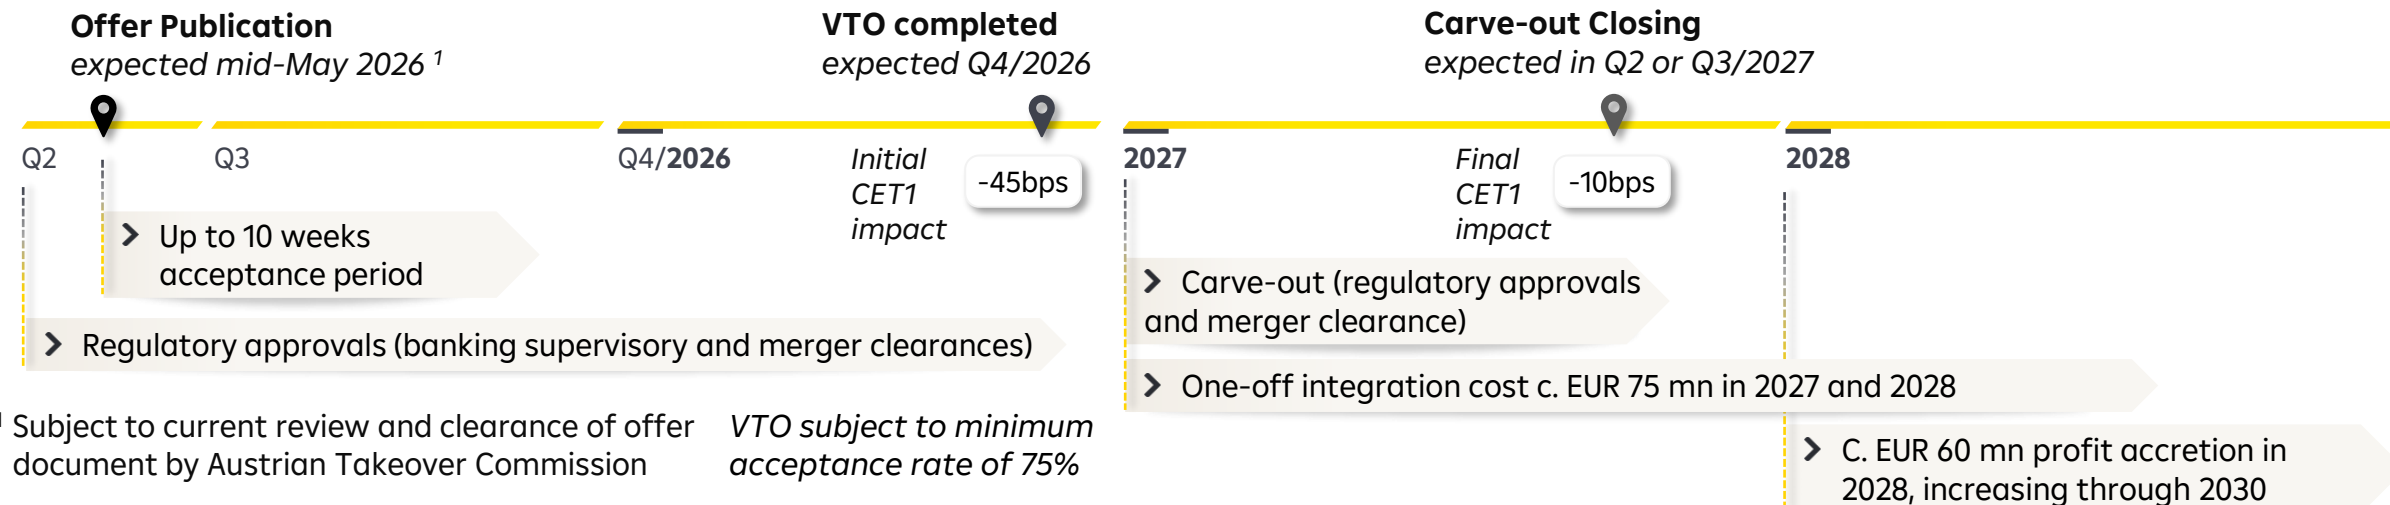 Offer Publication
expected mid-May 2026 ¹
VTO completed
expected Q4/2026
Carve-out Closing
expected in Q2 or Q3/2027
Q2
Q3
Q4/2026
Initial
CET1
impact
-45bps
2027
Final
CET1
impact
-10bps
2028
Up to 10 weeks
acceptance period
Regulatory approvals (banking supervisory and merger clearances)
Carve-out (regulatory approvals
and merger clearance)
One-off integration cost c. EUR 75 mn in 2027 and 2028
C. EUR 60 mn profit accretion in
2028, increasing through 2030
¹ Subject to current review and clearance of offer
document by Austrian Takeover Commission
VTO subject to minimum
acceptance rate of 75%